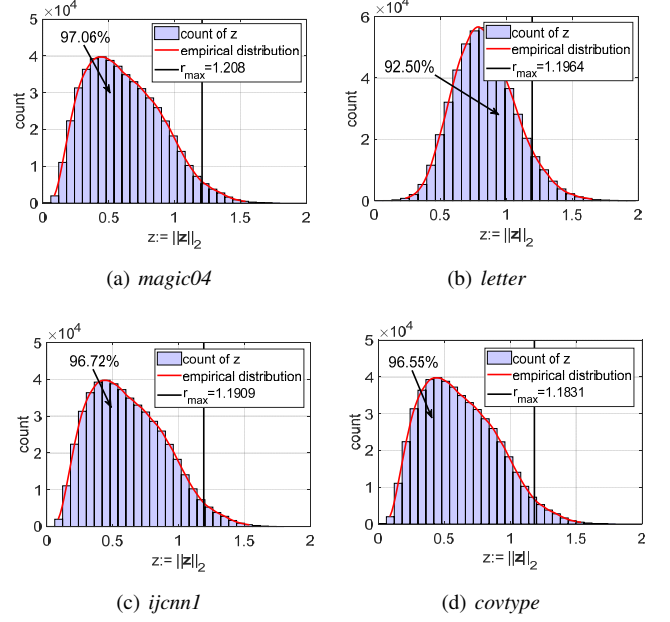 ×10^4
5
4
3
2
1
0
count
97.06%
count of z
empirical distribution
r_max=1.208
0 0.5 1 1.5 2
z:= ||z||_2
(a) magic04
×10^4
6
4
2
0
count
92.50%
count of z
empirical distribution
r_max=1.1964
0 0.5 1 1.5 2
z:= ||z||_2
(b) letter
×10^4
5
4
3
2
1
0
count
96.72%
count of z
empirical distribution
r_max=1.1909
0 0.5 1 1.5 2
z:= ||z||_2
(c) ijcnn1
×10^4
5
4
3
2
1
0
count
96.55%
count of z
empirical distribution
r_max=1.1831
0 0.5 1 1.5 2
z:= ||z||_2
(d) covtype